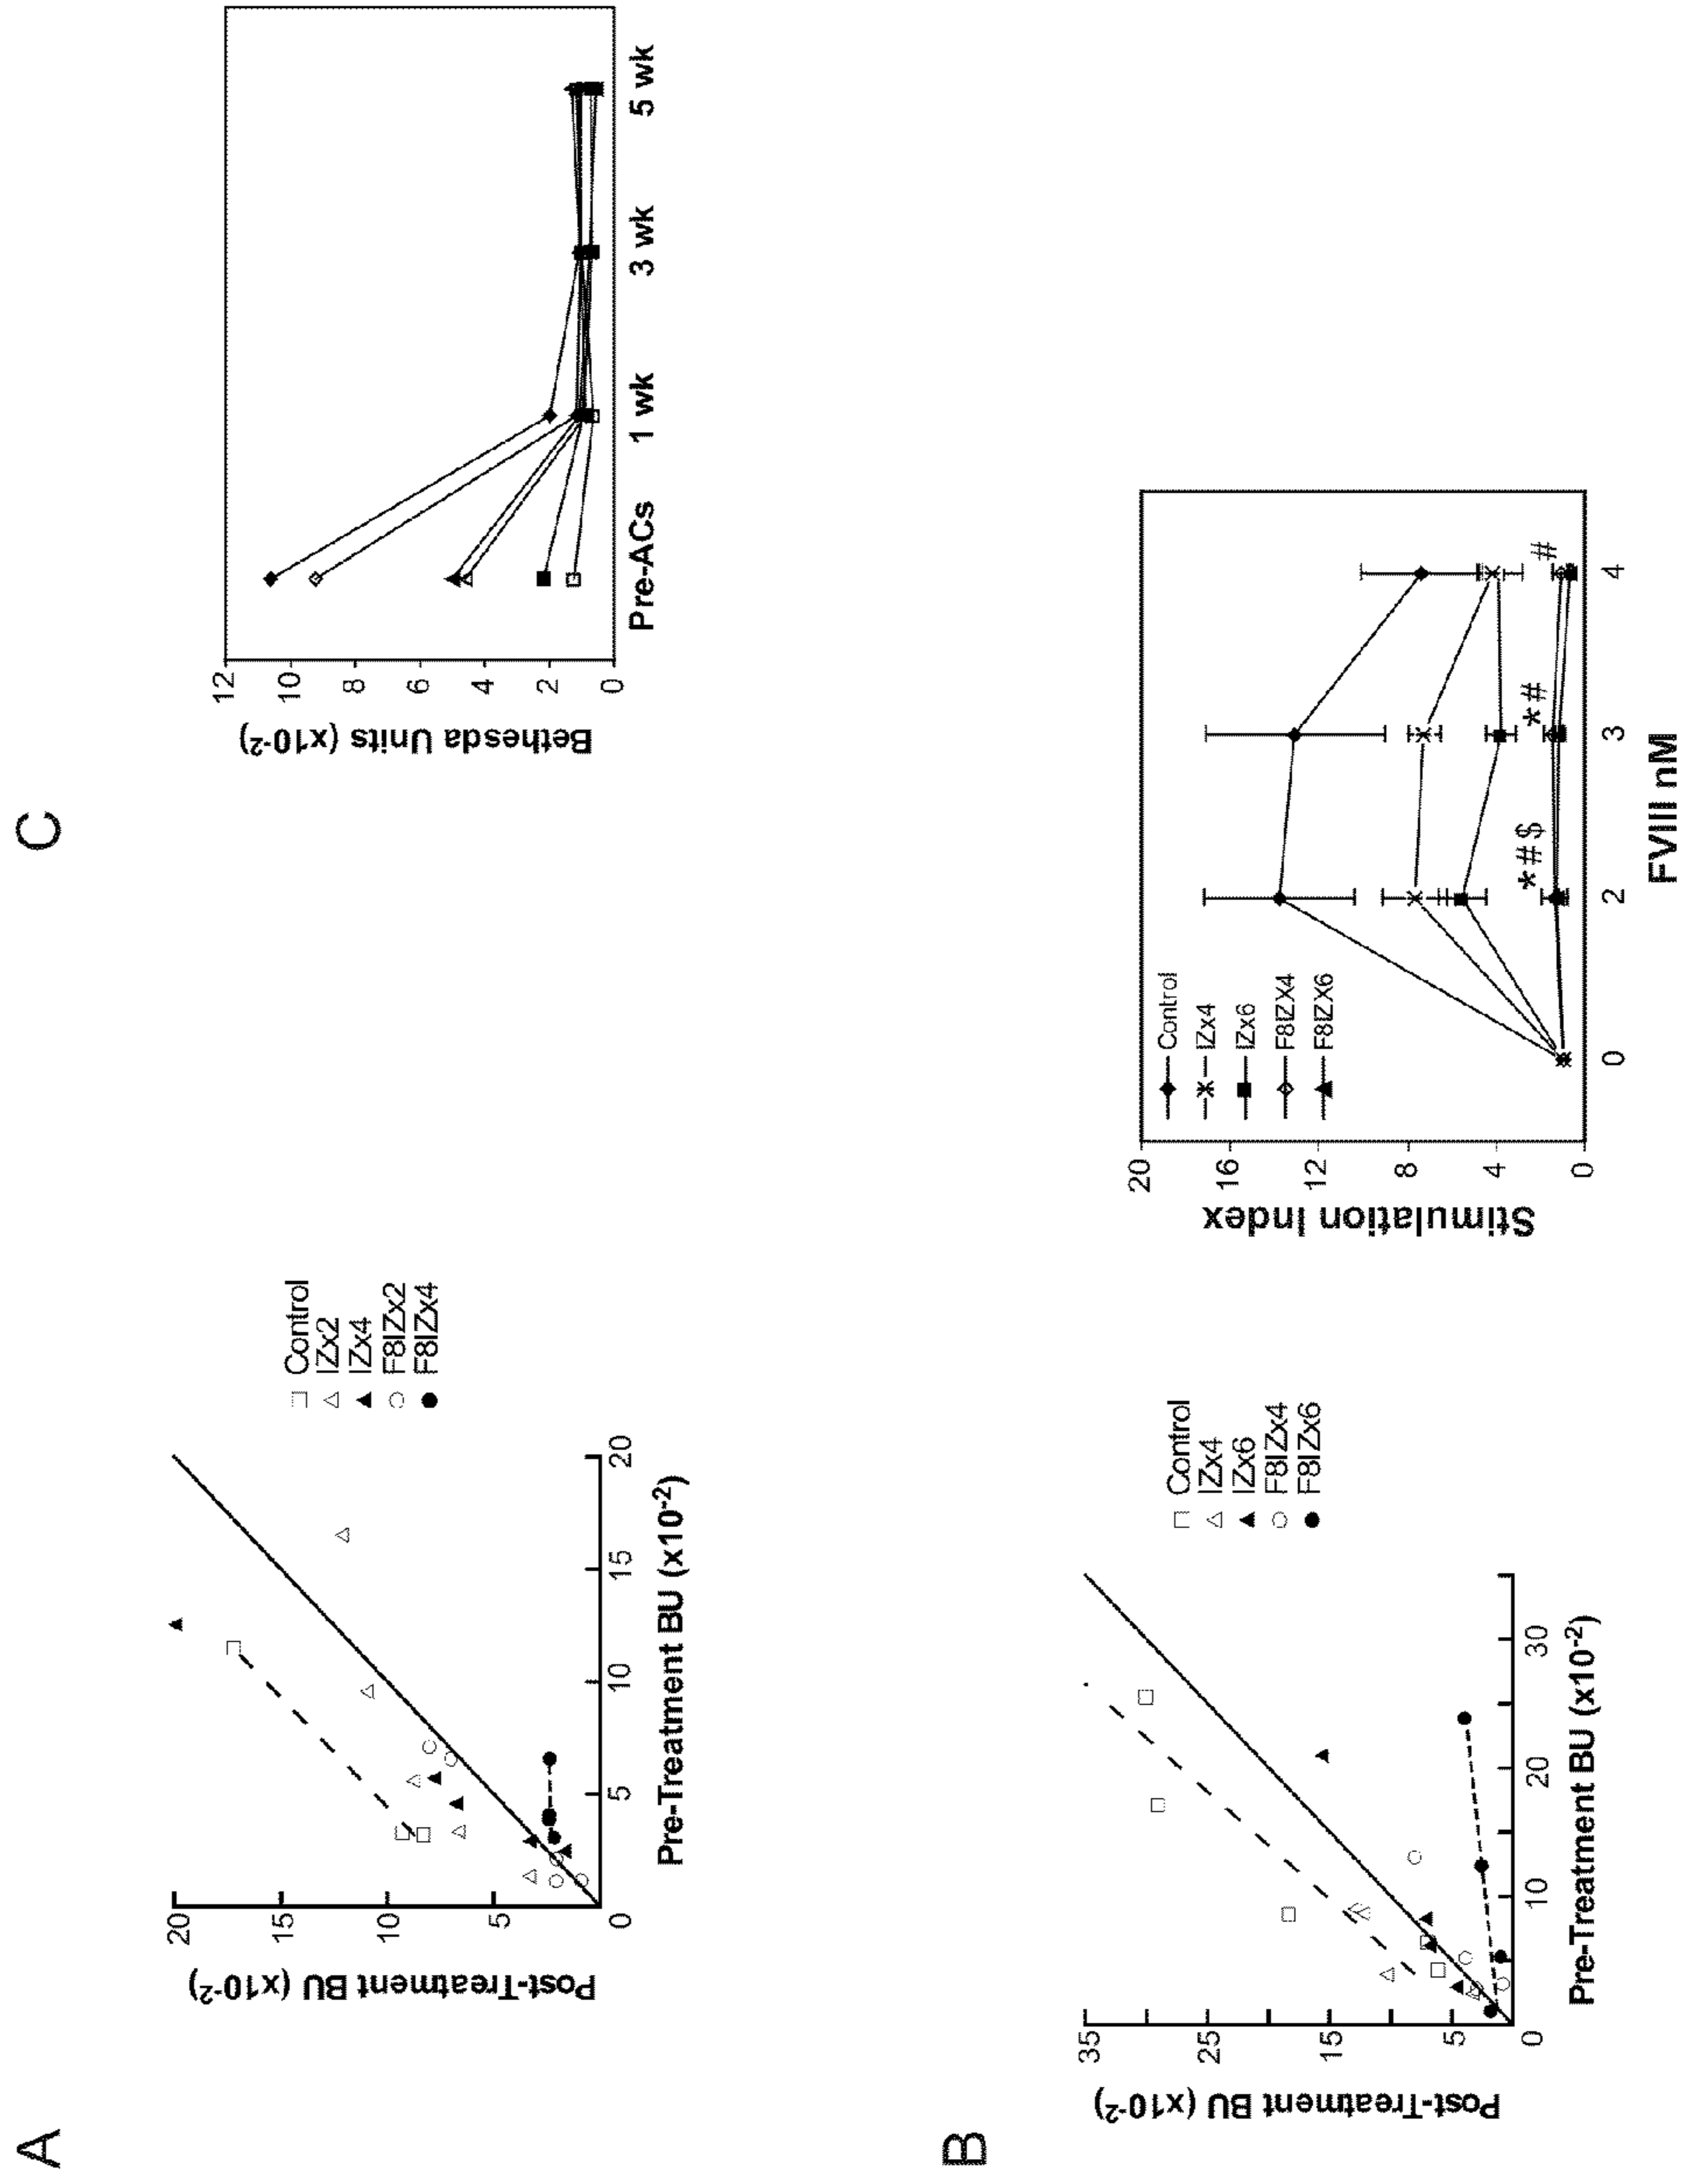 A
Post-Treatment BU (x10-2)
20
15
10
5
0
5
10
15
20
Pre-Treatment BU (x10-2)
Control
IZx2
IZx4
F8IZx2
F8IZx4
C
Bethesda Units (x10-2)
12
10
8
6
4
2
0
Pre-ACs
1 wk
3 wk
5 wk
B
Post-Treatment BU (x10-2)
35
25
15
5
0
10
20
30
Pre-Treatment BU (x10-2)
Control
IZx4
IZx6
F8IZx4
F8IZx6
Stimulation Index
20
16
12
8
4
0
Control
IZx4
IZx6
F8IZX4
F8IZX6
*#$
*#
#
0
2
3
4
FVIII nM